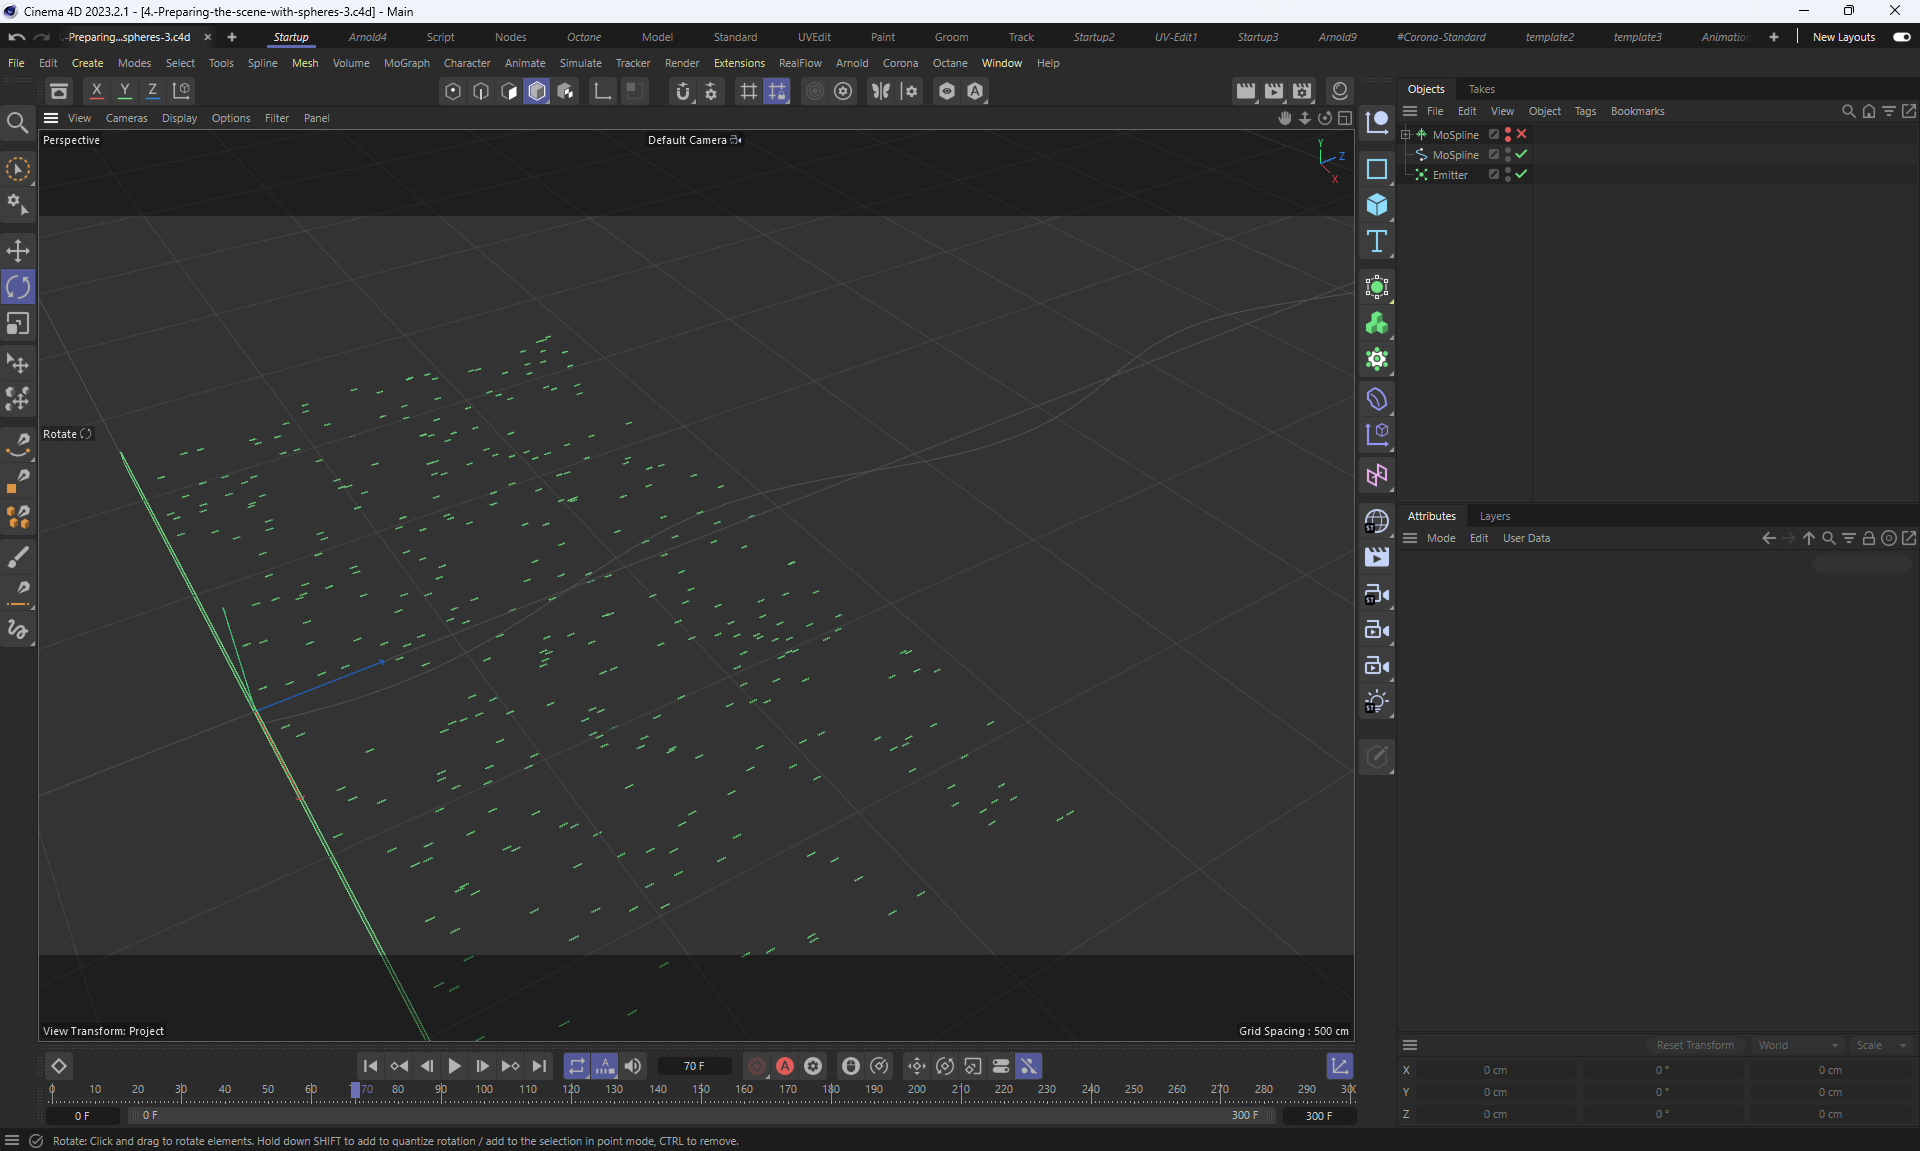 Cinema 4D 2023.2.1 - [4.-Preparing-the-scene-with-spheres-3.c4d] - Main
.-Preparing...spheres-3.c4d × + Startup Arnold4 Script Nodes Octane Model Standard UVEdit Paint Groom Track Startup2 UV-Edit1 Startup3 Arnold9 #Corona-Standard template2 template3 Animation + New Layouts
File Edit Create Modes Select Tools Spline Mesh Volume MoGraph Character Animate Simulate Tracker Render Extensions RealFlow Arnold Corona Octane Window Help
X Y Z
Objects Takes
View Cameras Display Options Filter Panel
File Edit View Object Tags Bookmarks
Perspective
Default Camera
Y
Z
X
MoSpline
MoSpline
Emitter
Rotate
Attributes Layers
Mode Edit User Data
ST
ST
ST
View Transform: Project
Grid Spacing : 500 cm
70 F
0 10 20 30 40 50 60 70 80 90 100 110 120 130 140 150 160 170 180 190 200 210 220 230 240 250 260 270 280 290 30
0 F
0 F
300 F
300 F
Reset Transform World Scale
X 0 cm 0 ° 0 cm
Y 0 cm 0 ° 0 cm
Z 0 cm 0 ° 0 cm
Rotate: Click and drag to rotate elements. Hold down SHIFT to add to quantize rotation / add to the selection in point mode, CTRL to remove.